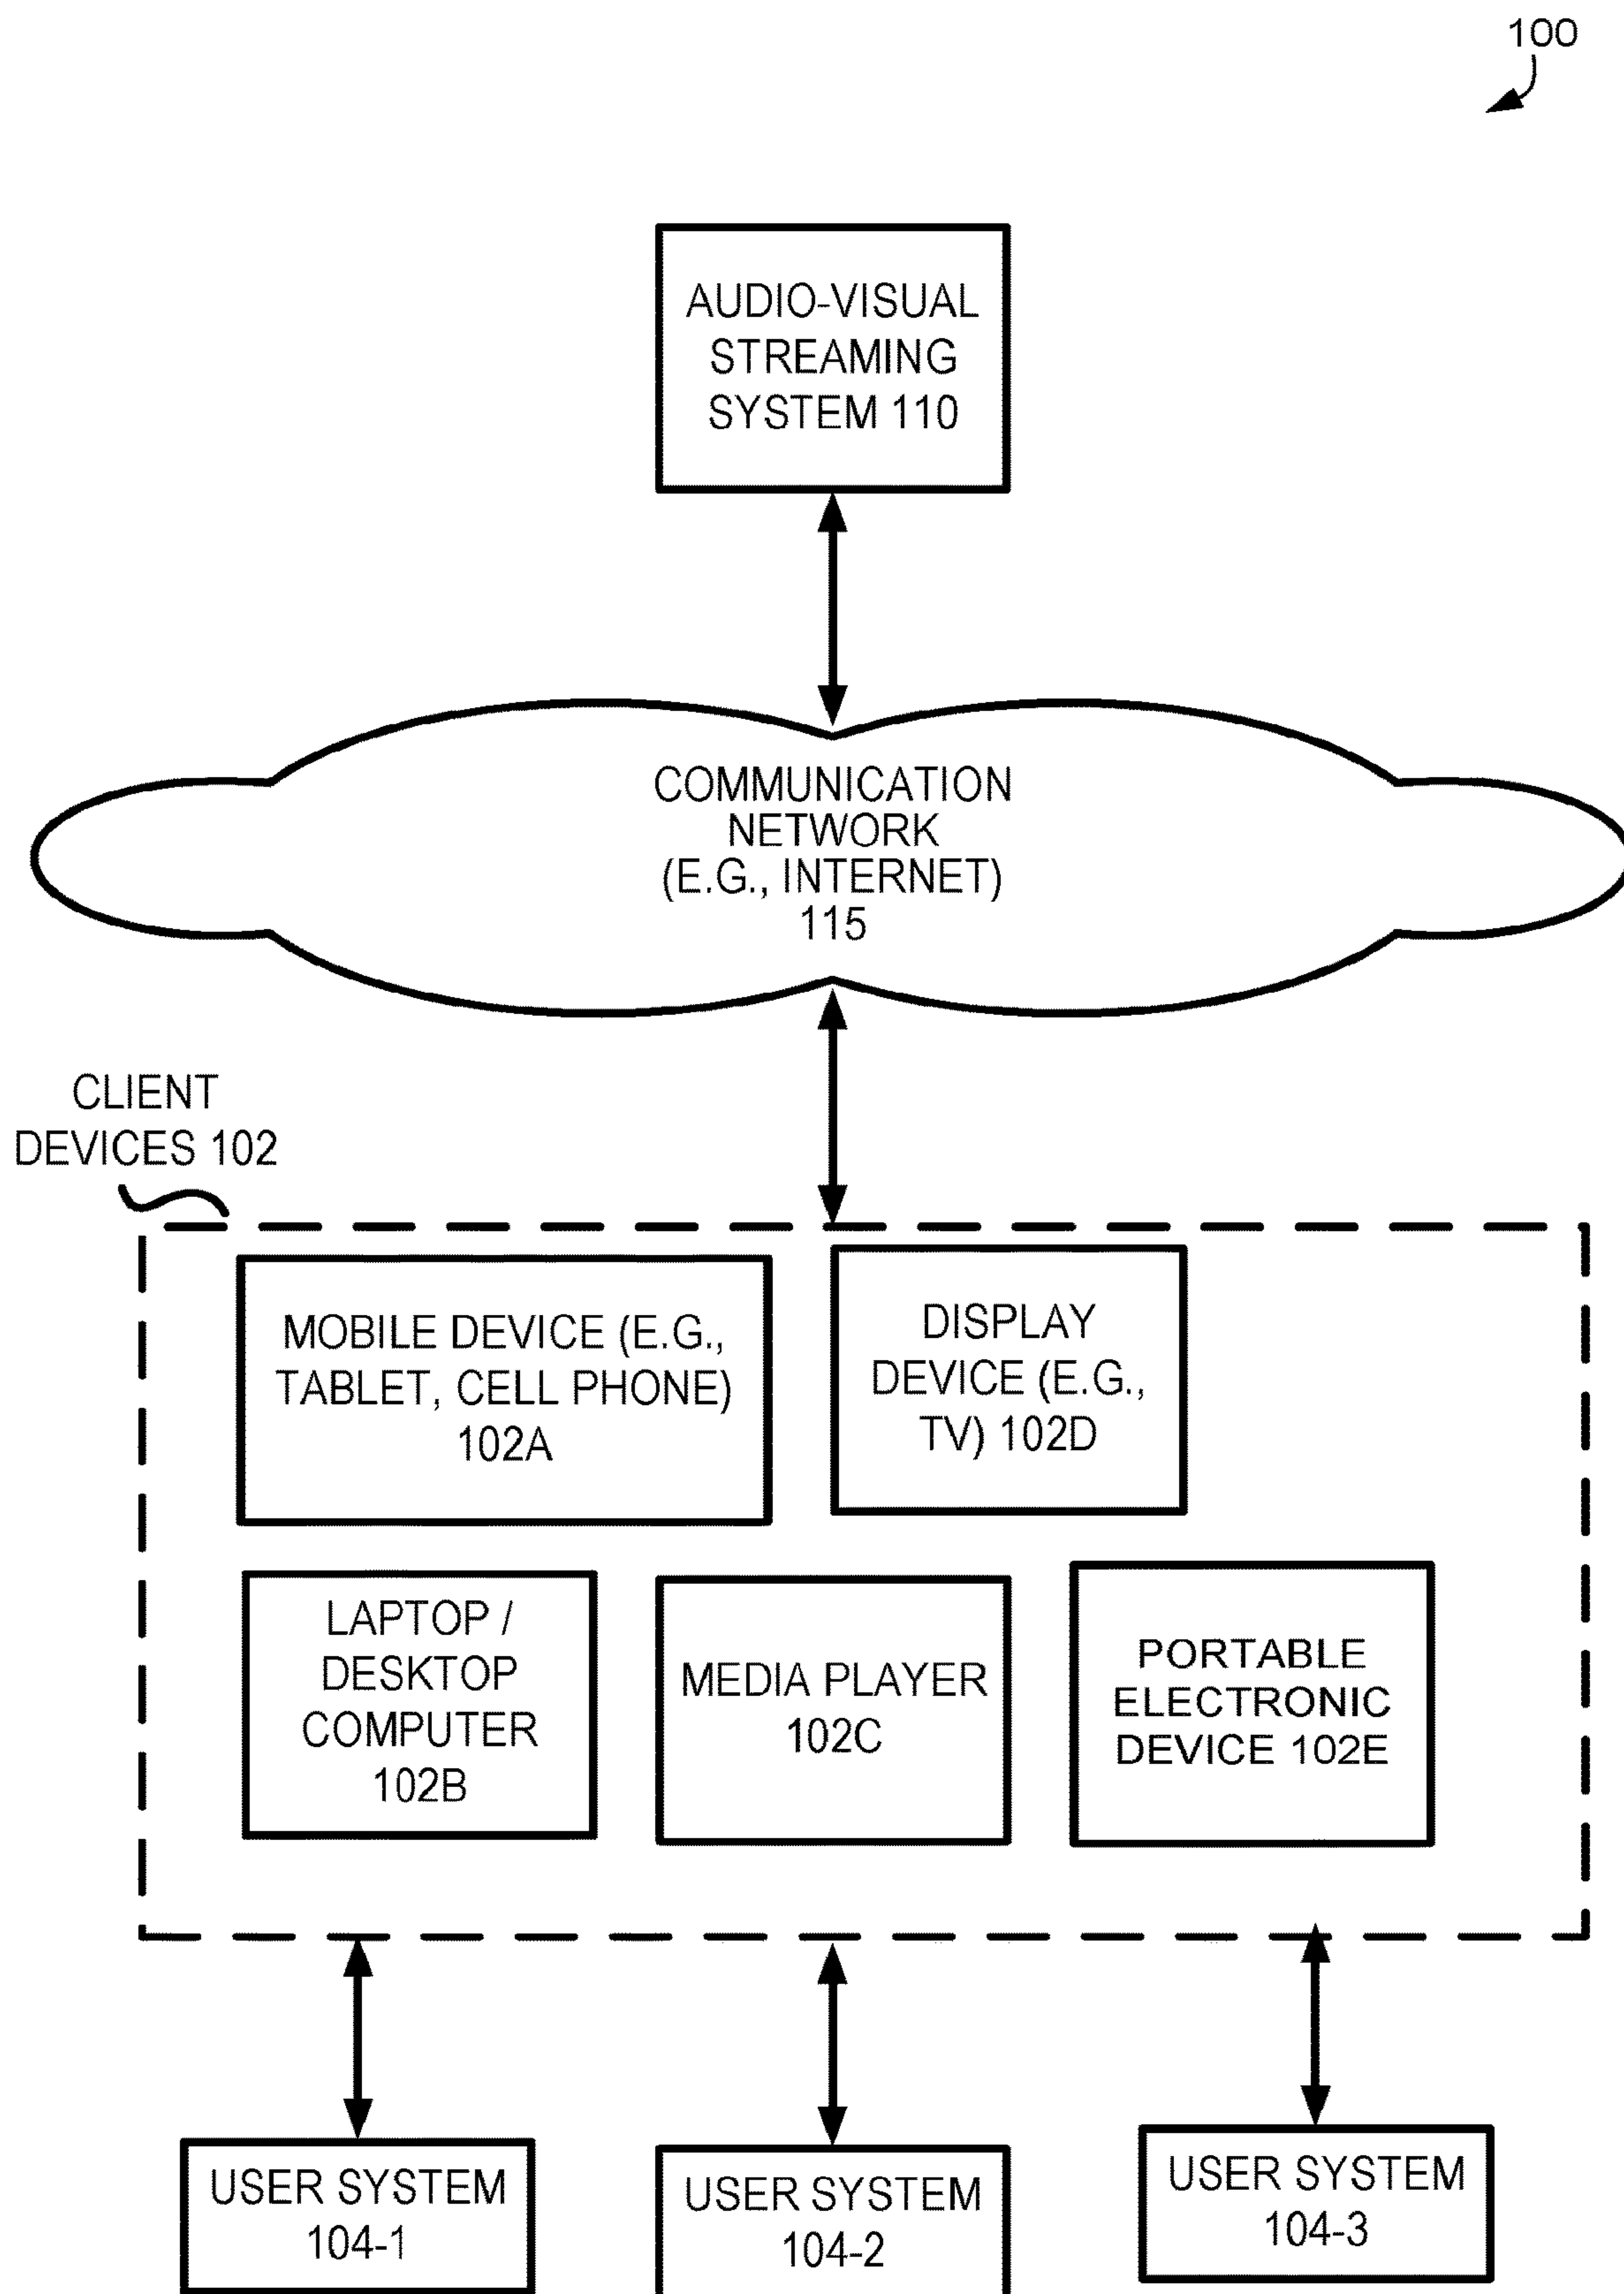 100
AUDIO-VISUAL
STREAMING
SYSTEM 110
COMMUNICATION
NETWORK
(E.G., INTERNET)
115
CLIENT
DEVICES 102
MOBILE DEVICE (E.G.,
TABLET, CELL PHONE)
102A
DISPLAY
DEVICE (E.G.,
TV) 102D
LAPTOP /
DESKTOP
COMPUTER
102B
MEDIA PLAYER
102C
PORTABLE
ELECTRONIC
DEVICE 102E
USER SYSTEM
104-1
USER SYSTEM
104-2
USER SYSTEM
104-3